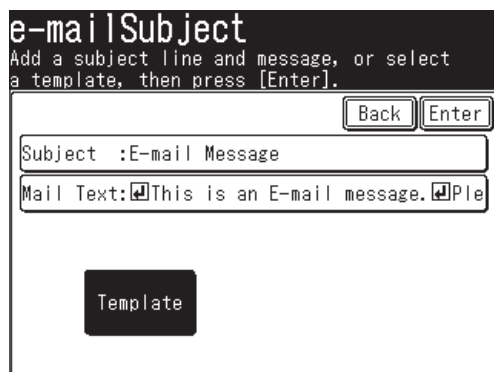 e-mailSubject
Add a subject line and message, or select
a template, then press [Enter].
Back Enter
Subject :E-mail Message
Mail Text:↵This is an E-mail message.↵Ple
Template